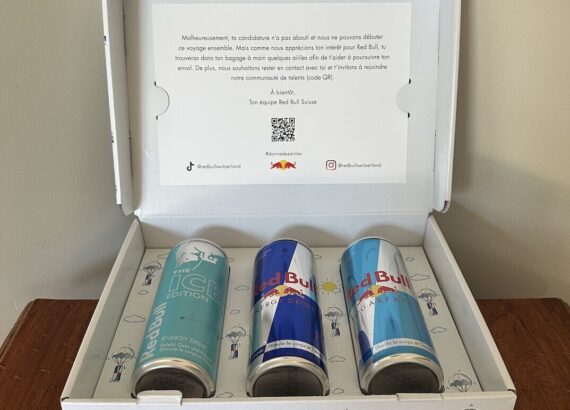 Malheureusement, ta candidature n'a pas abouti et nous ne pouvons débuter
ce voyage ensemble. Mais comme nous apprécions ton intérêt pour Red Bull, tu
trouveras dans ton bagage à main quelques aiiiles afin de t'aider à poursuivre ton
envol. De plus, nous souhaitons rester en contact avec toi et t'invitons à rejoindre
notre communauté de talents (code QR).
À bientôt,
Ton équipe Red Bull Suisse
#donnedesaiiiles
@redbullswitzerland
@redbullswitzerland
THE
ICE
EDITION
Red Bull
ENERGY DRINK
Red Bull
ENERGY DRINK
Red Bull
SUGARFREE